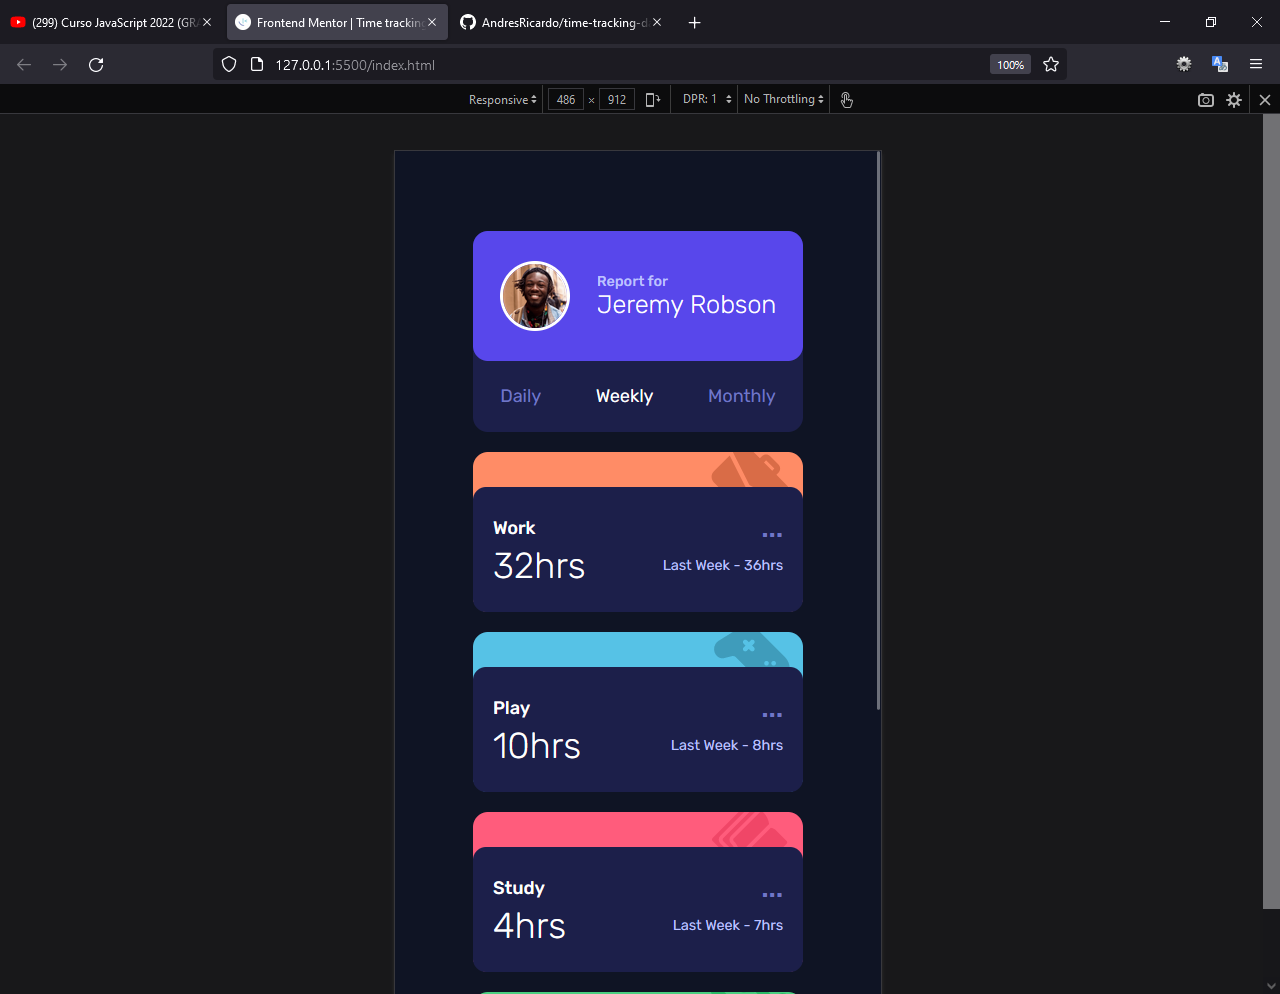 (299) Curso JavaScript 2022 (GRA
Frontend Mentor | Time tracking
AndresRicardo/time-tracking-d
127.0.0.1:5500/index.html
100%
Responsive
486 × 912
DPR: 1
No Throttling
Report for
Jeremy Robson
Daily
Weekly
Monthly
Work
32hrs
Last Week - 36hrs
Play
10hrs
Last Week - 8hrs
Study
4hrs
Last Week - 7hrs